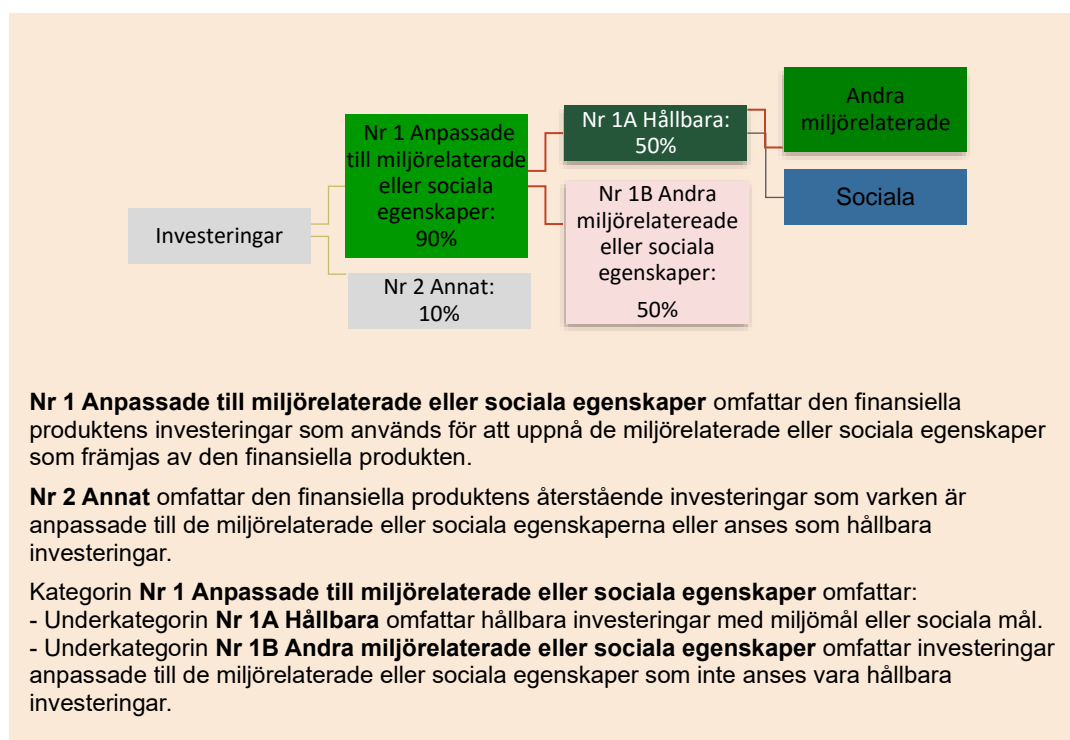 Investeringar
Nr 1 Anpassade
till miljörelaterade
eller sociala
egenskaper:
90%
Nr 2 Annat:
10%
Nr 1A Hållbara:
50%
Nr 1B Andra
miljörelatereade
eller sociala
egenskaper:
50%
Andra
miljörelaterade
Sociala
Nr 1 Anpassade till miljörelaterade eller sociala egenskaper omfattar den finansiella
produktens investeringar som används för att uppnå de miljörelaterade eller sociala egenskaper
som främjas av den finansiella produkten.
Nr 2 Annat omfattar den finansiella produktens återstående investeringar som varken är
anpassade till de miljörelaterade eller sociala egenskaperna eller anses som hållbara
investeringar.
Kategorin Nr 1 Anpassade till miljörelaterade eller sociala egenskaper omfattar:
- Underkategorin Nr 1A Hållbara omfattar hållbara investeringar med miljömål eller sociala mål.
- Underkategorin Nr 1B Andra miljörelaterade eller sociala egenskaper omfattar investeringar
anpassade till de miljörelaterade eller sociala egenskaper som inte anses vara hållbara
investeringar.